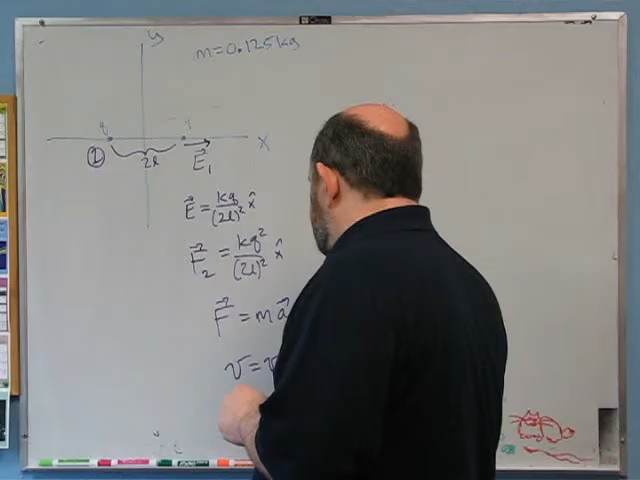 y
m=0.125kg
q q
x
① 2l E⃗₁
E⃗ = kq/(2l)² x̂
F⃗₂ = kq²/(2l)² x̂
F⃗ = ma⃗
v = v